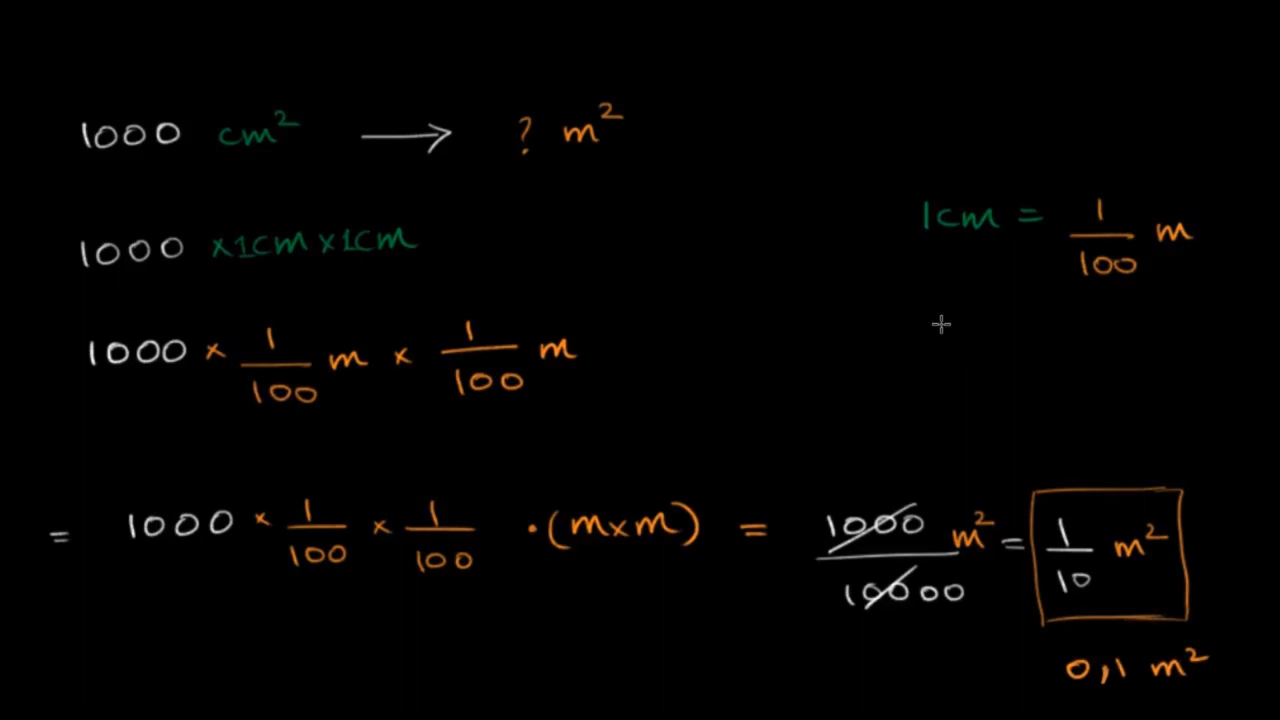 1000 cm² → ? m²
1cm = 1/100 m
1000 x1cm x1cm
1000 x 1/100 m x 1/100 m
= 1000 x 1/100 x 1/100 · (mxm) = 1000/10000 m² = 1/10 m²
0,1 m²